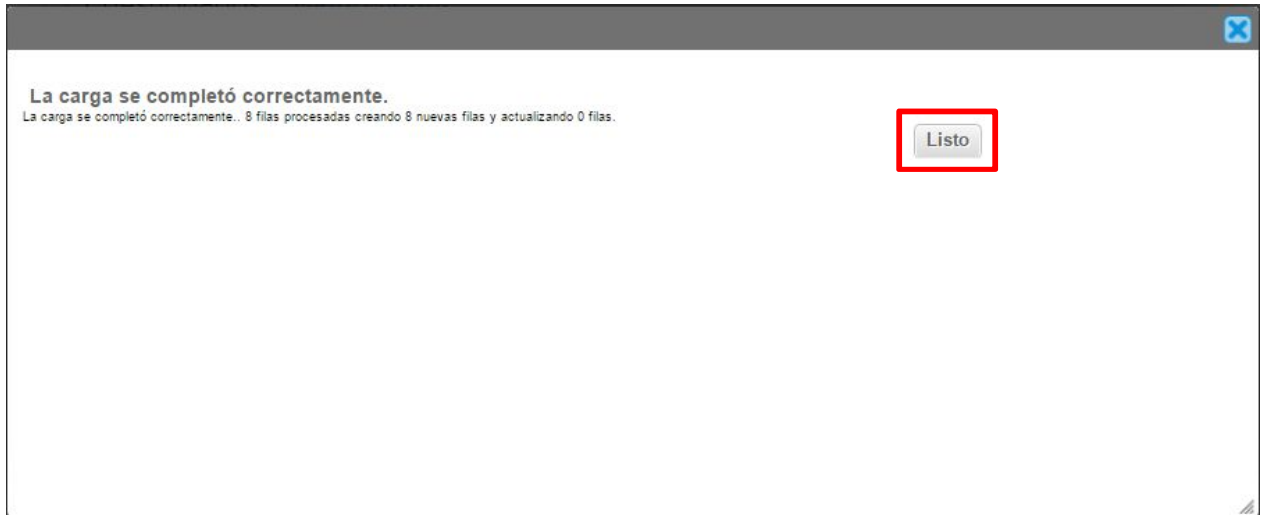 La carga se completó correctamente.
La carga se completó correctamente.. 8 filas procesadas creando 8 nuevas filas y actualizando 0 filas.
Listo